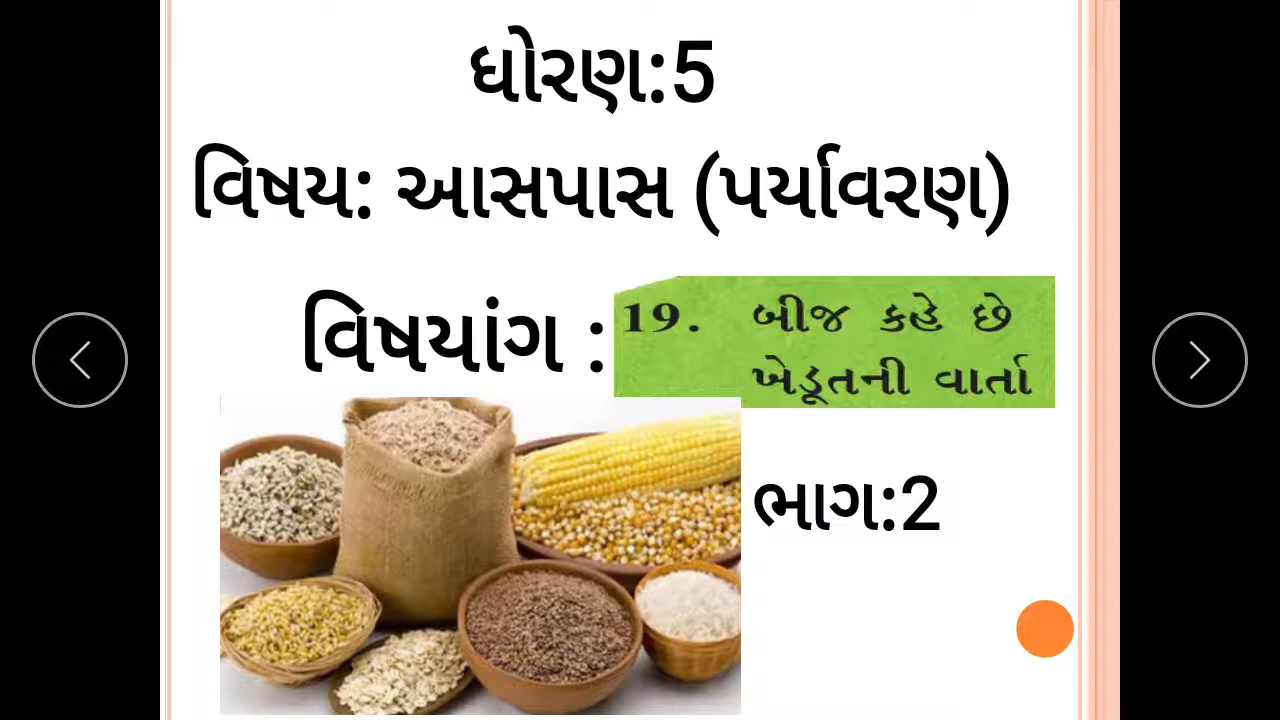 ધોરણ:5
વિષય: આસપાસ (પર્યાવરણ)
વિષયાંગ :
19. બીજ કહે છે
ખેડૂતની વાર્તા
ભાગ:2